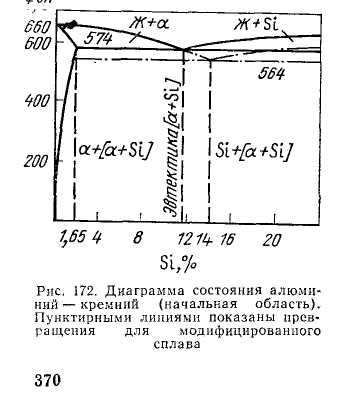 660
600
400
200
574
Ж+α
Ж+Si
564
α+[α+Si]
Эвтектика[α+Si]
Si+[α+Si]
1,65 4 8 12 14 16 20
Si,%
Рис. 172. Диаграмма состояния алюми-
ний — кремний (начальная область).
Пунктирными линиями показаны прев-
ращения для модифицированного
сплава
370